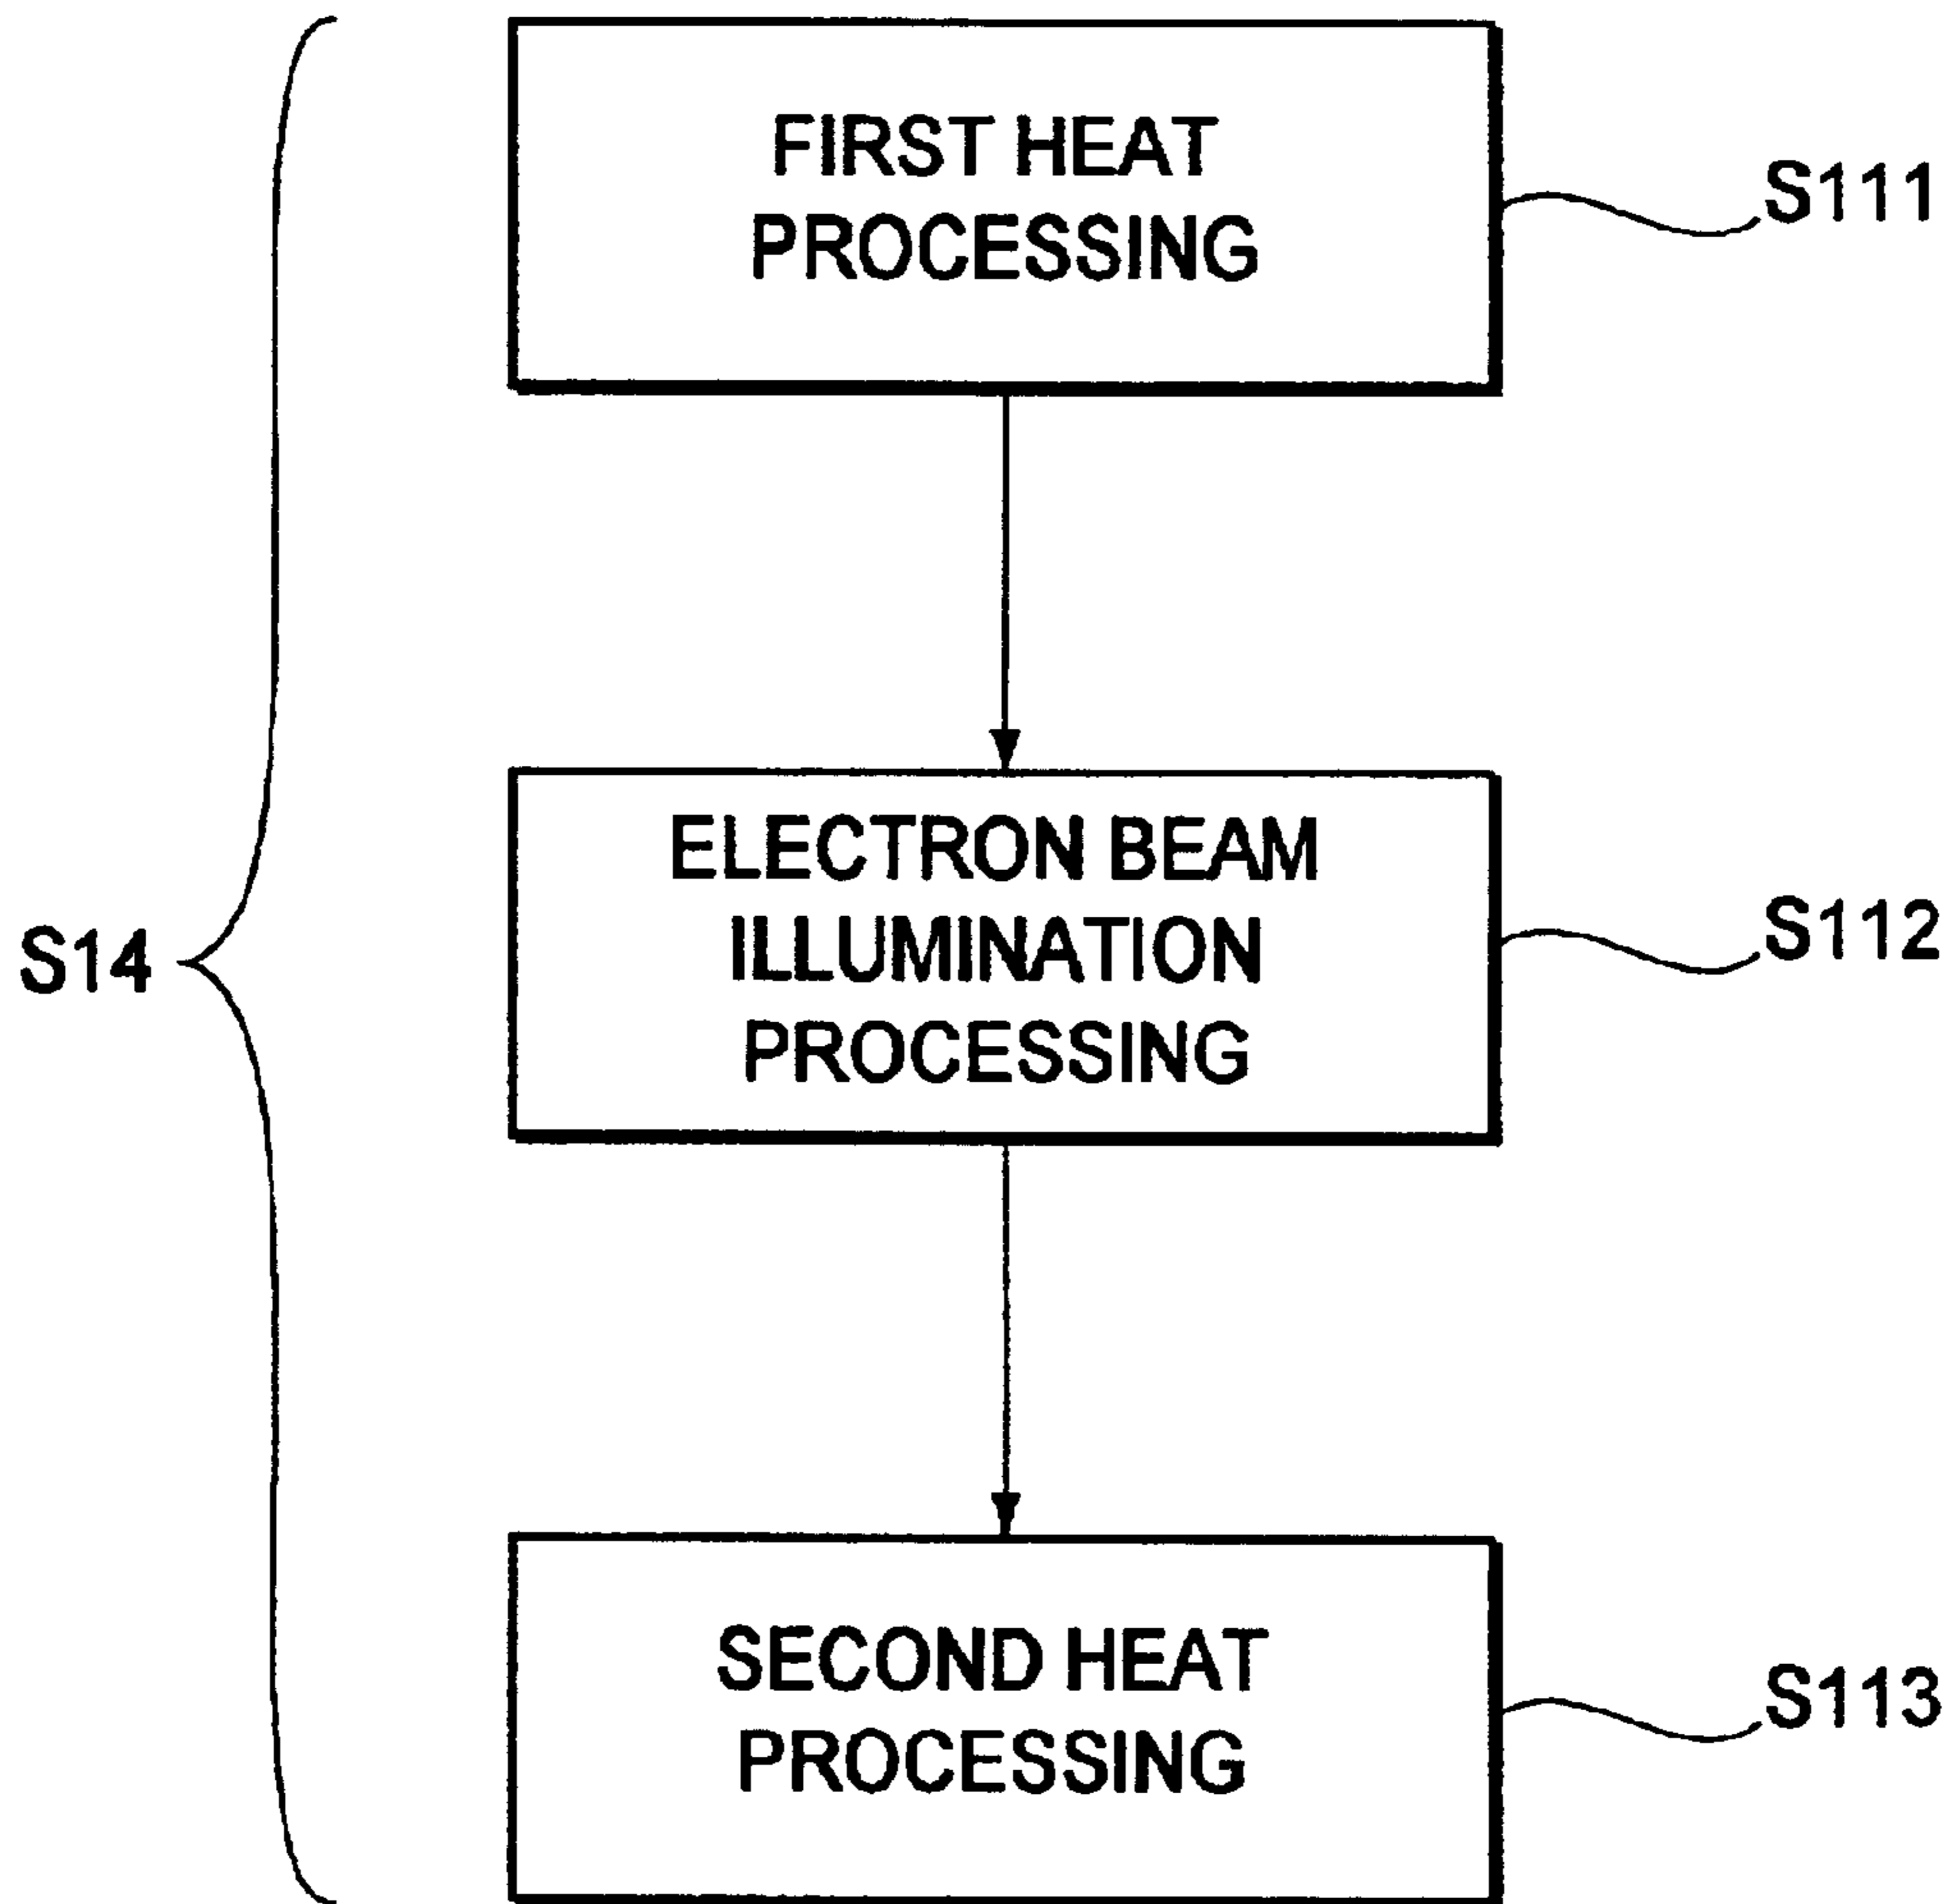 FIRST HEAT
PROCESSING
S111
ELECTRON BEAM
ILLUMINATION
PROCESSING
S112
S14
SECOND HEAT
PROCESSING
S113